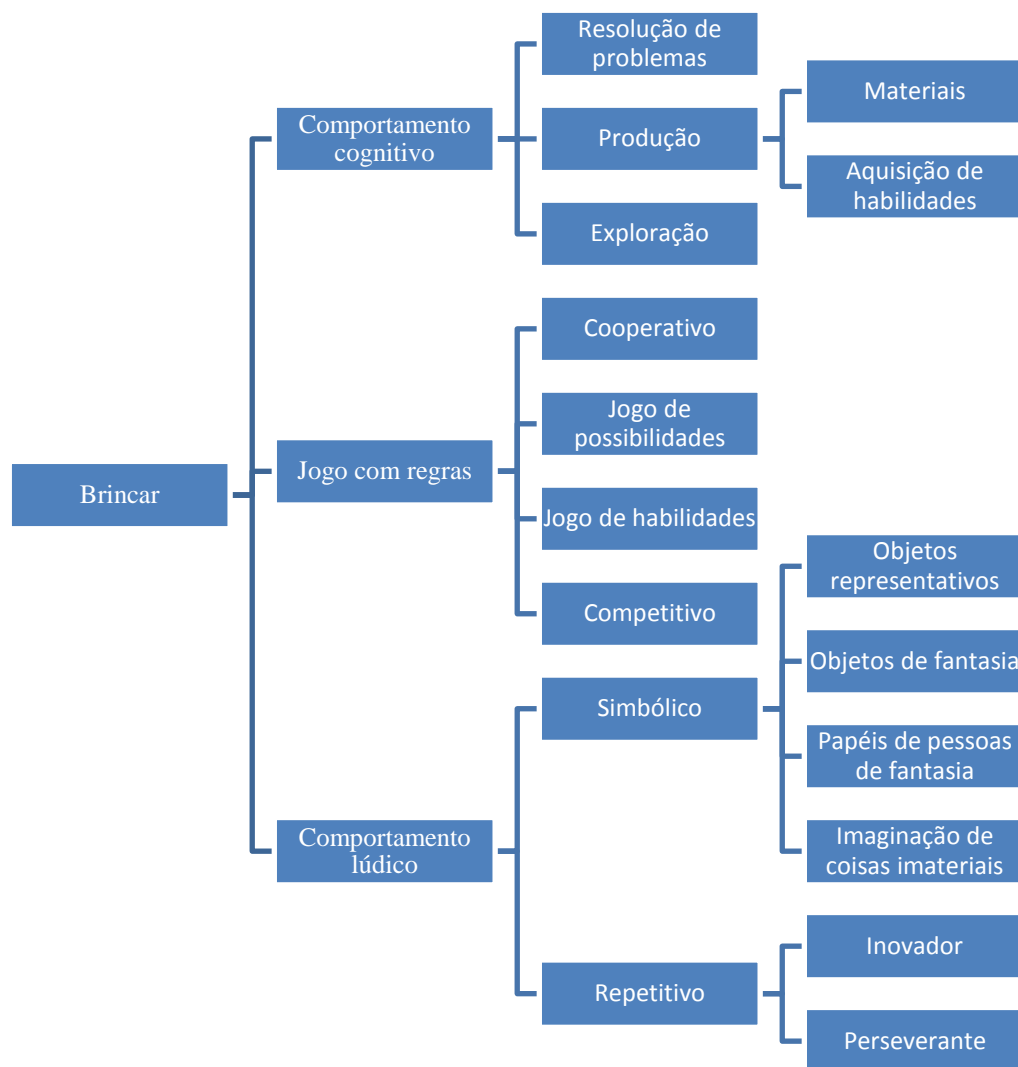 Brincar
Comportamento
cognitivo
Resolução de
problemas
Produção
Materiais
Aquisição de
habilidades
Exploração
Jogo com regras
Cooperativo
Jogo de
possibilidades
Jogo de habilidades
Competitivo
Comportamento
lúdico
Simbólico
Objetos
representativos
Objetos de fantasia
Papéis de pessoas
de fantasia
Imaginação de
coisas imateriais
Repetitivo
Inovador
Perseverante